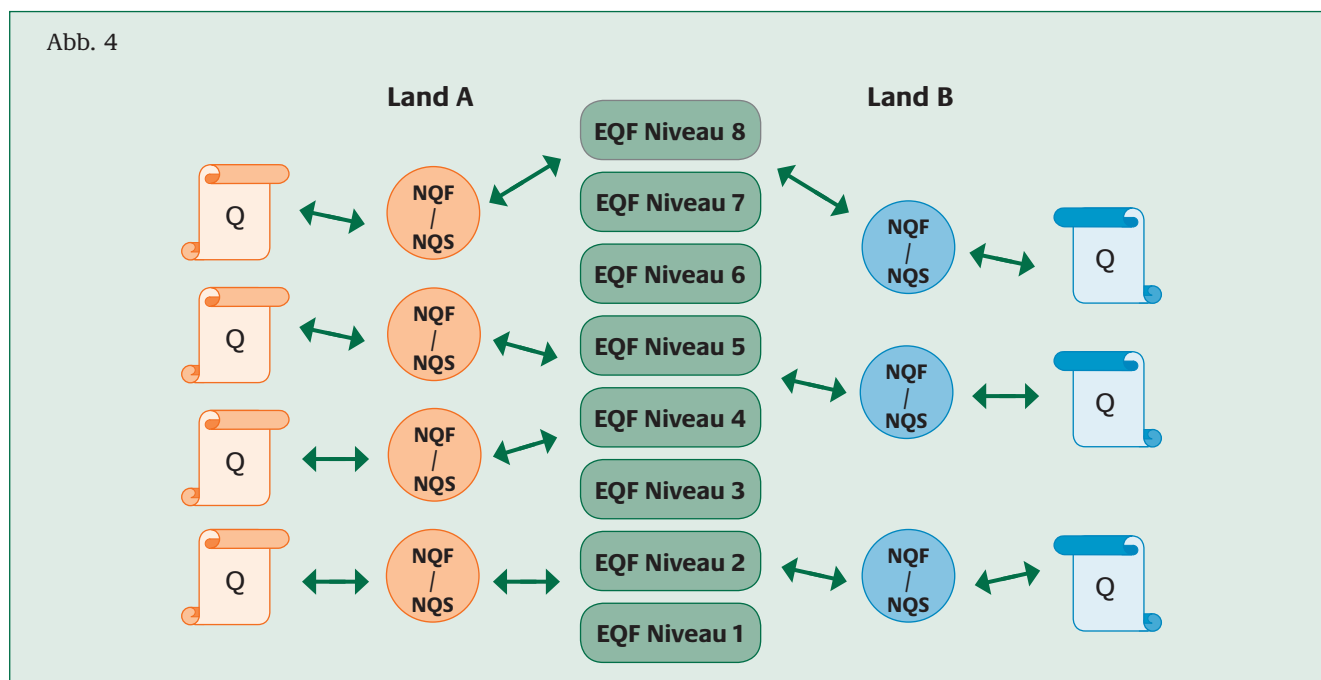 Abb. 4
Land A
Land B
EQF Niveau 8
EQF Niveau 7
EQF Niveau 6
EQF Niveau 5
EQF Niveau 4
EQF Niveau 3
EQF Niveau 2
EQF Niveau 1
Q
NQF
NQS
Q
NQF
NQS
Q
NQF
NQS
Q
NQF
NQS
NQF
NQS
Q
NQF
NQS
Q
NQF
NQS
Q